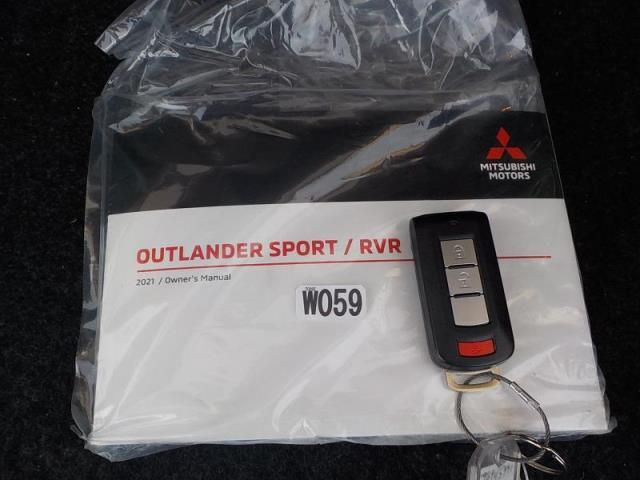 MITSUBISHI
MOTORS
OUTLANDER SPORT / RVR
2021 / Owner's Manual
W059